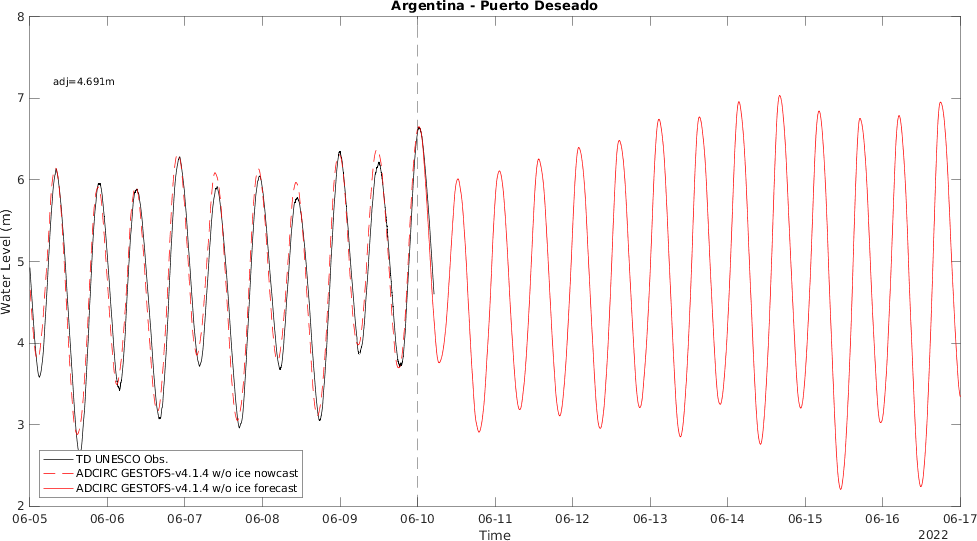 Argentina - Puerto Deseado
8
adj=4.691m
7
6
5
4
3
2
Water Level (m)
TD UNESCO Obs.
ADCIRC GESTOFS-v4.1.4 w/o ice nowcast
ADCIRC GESTOFS-v4.1.4 w/o ice forecast
06-05 06-06 06-07 06-08 06-09 06-10 06-11 06-12 06-13 06-14 06-15 06-16 06-17
Time
2022